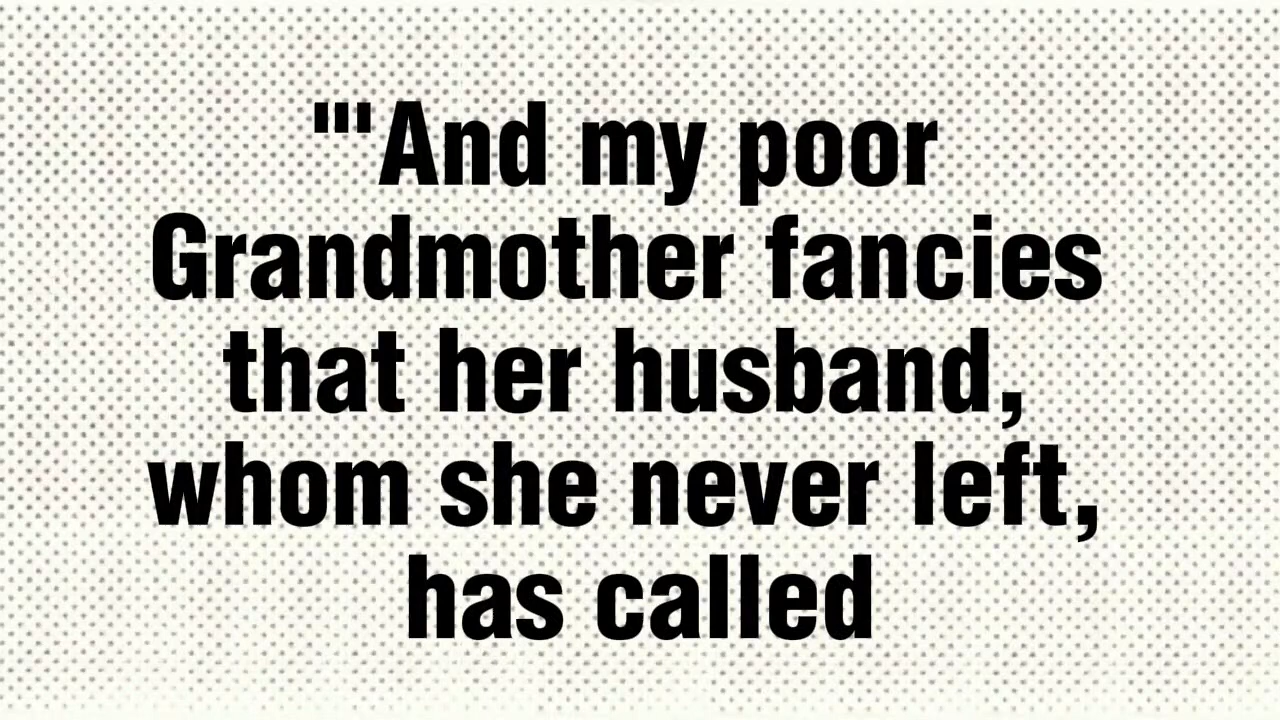 "'And my poor
Grandmother fancies
that her husband,
whom she never left,
has called